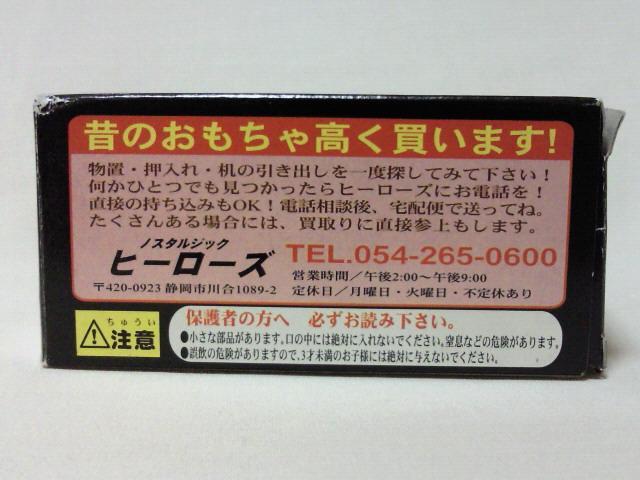 昔のおもちゃ高く買います!
物置・押入れ・机の引き出しを一度探してみて下さい!
何かひとつでも見つかったらヒーローズにお電話を!
直接の持ち込みもOK!電話相談後、宅配便で送ってね。
たくさんある場合には、買取りに直接参上もします。
ノスタルジック
ヒーローズ
〒420-0923 静岡市川合1089-2
TEL.054-265-0600
営業時間/午後2:00〜午後9:00
定休日/月曜日・火曜日・不定休あり
ちゅうい
注意
保護者の方へ 必ずお読み下さい。
●小さな部品があります。口の中には絶対に入れないでください。窒息などの危険があります。
●誤飲の危険がありますので、3才未満のお子様には絶対に与えないでください。